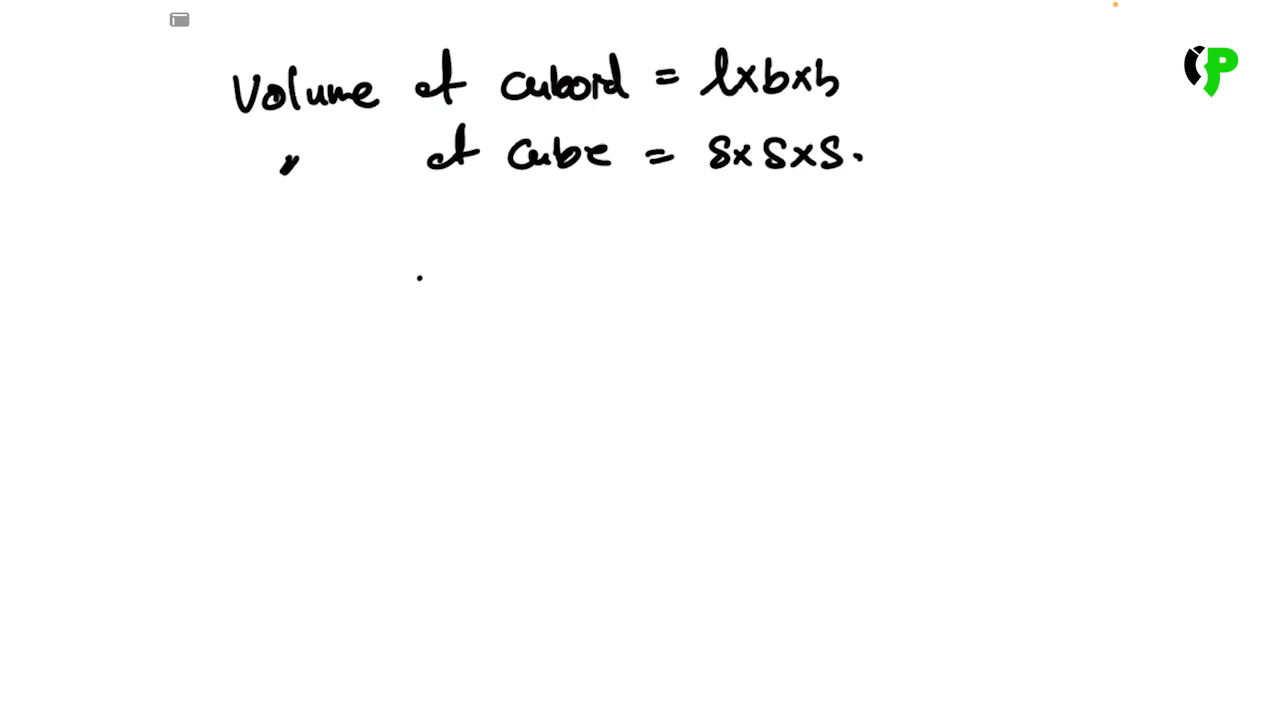 Volume of cuboid = l×b×h
" of cube = s×s×s.
P